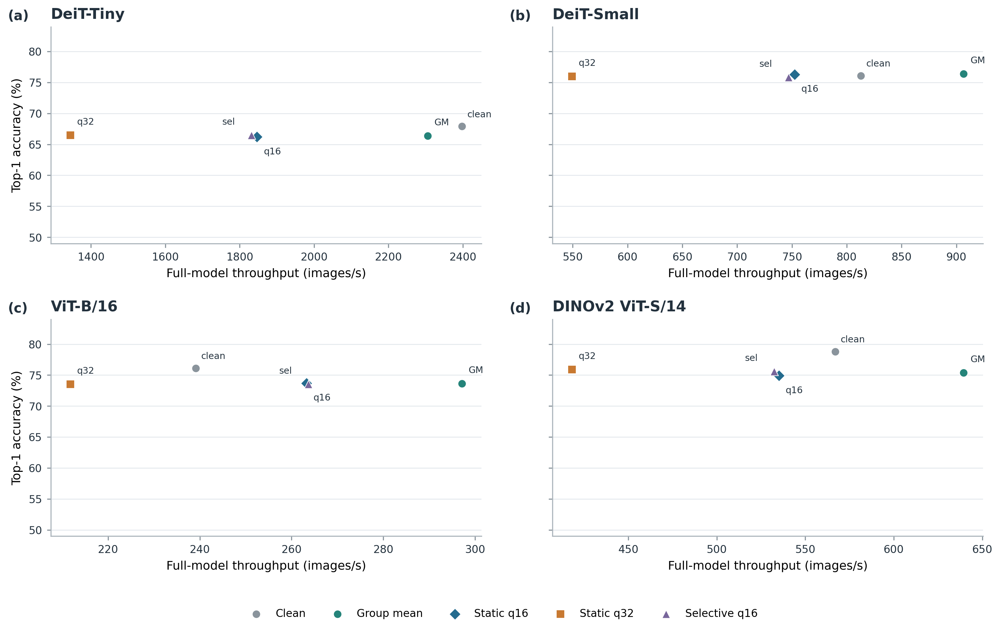 (a) DeiT-Tiny
80
75
70
65
60
55
50
Top-1 accuracy (%)
q32
sel
q16
GM
clean
1400 1600 1800 2000 2200 2400
Full-model throughput (images/s)
(b) DeiT-Small
q32
sel
q16
clean
GM
550 600 650 700 750 800 850 900
Full-model throughput (images/s)
(c) ViT-B/16
80
75
70
65
60
55
50
Top-1 accuracy (%)
q32
clean
sel
q16
GM
220 240 260 280 300
Full-model throughput (images/s)
(d) DINOv2 ViT-S/14
q32
sel
q16
clean
GM
450 500 550 600 650
Full-model throughput (images/s)
Clean Group mean Static q16 Static q32 Selective q16